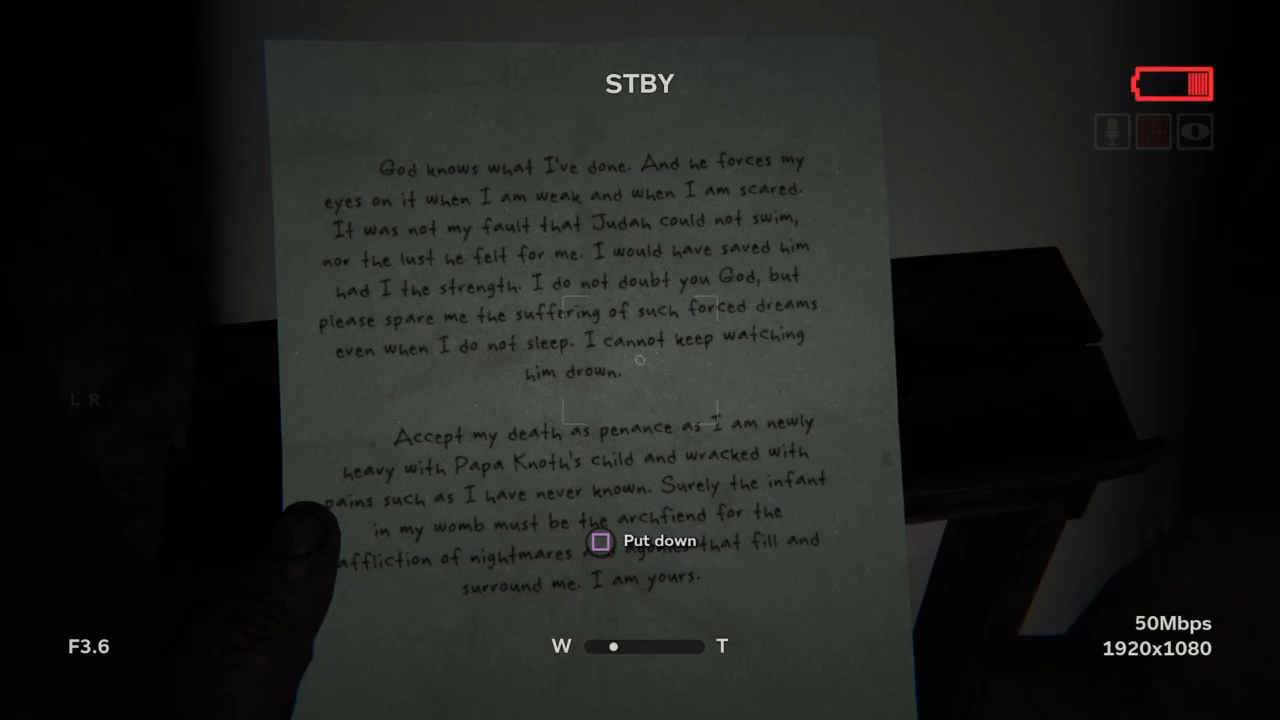 STBY
God knows what I've done. And he forces my
eyes on it when I am weak and when I am scared.
It was not my fault that Judah could not swim,
nor the lust he felt for me. I would have saved him
had I the strength. I do not doubt you God, but
please spare me the suffering of such forced dreams
even when I do not sleep. I cannot keep watching
him drown.
L R
Accept my death as penance as I am newly
heavy with Papa Knoth's child and wracked with
pains such as I have never known. Surely the infant
in my womb must be the archfiend for the
affliction of nightmares agonies that fill and
Put down
surround me. I am yours.
50Mbps
F3.6
W T
1920x1080